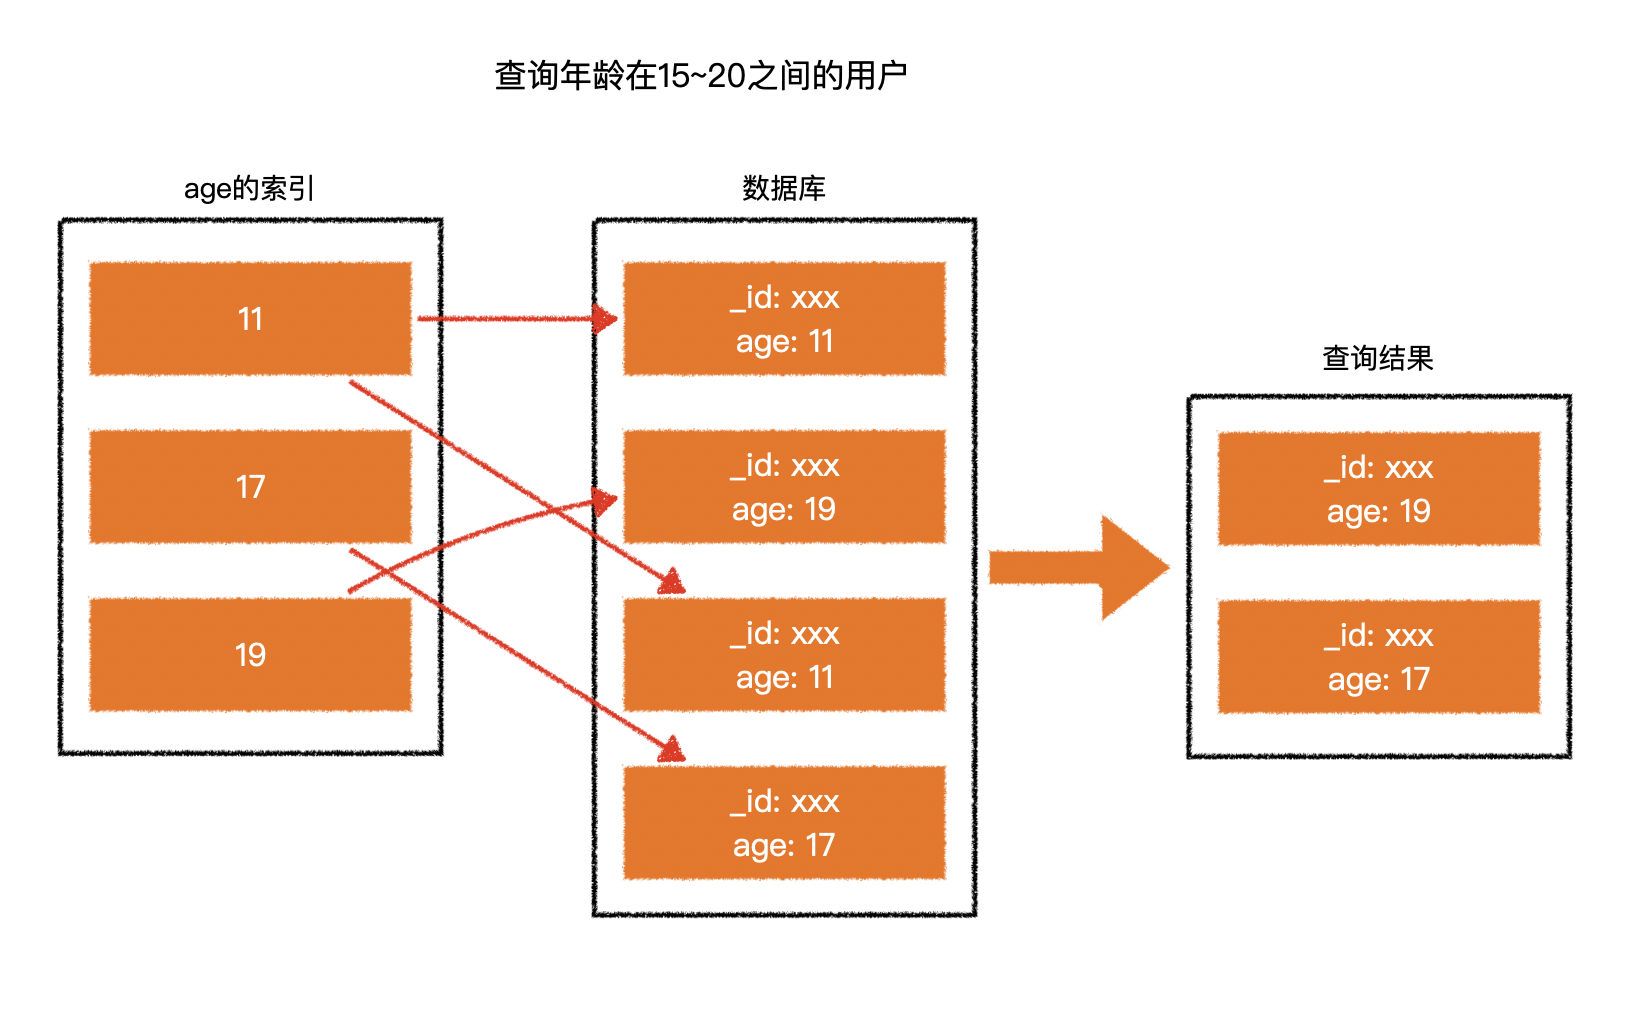 查询年龄在15~20之间的用户
age的索引
11
17
19
数据库
_id: xxx
age: 11
_id: xxx
age: 19
_id: xxx
age: 11
_id: xxx
age: 17
查询结果
_id: xxx
age: 19
_id: xxx
age: 17